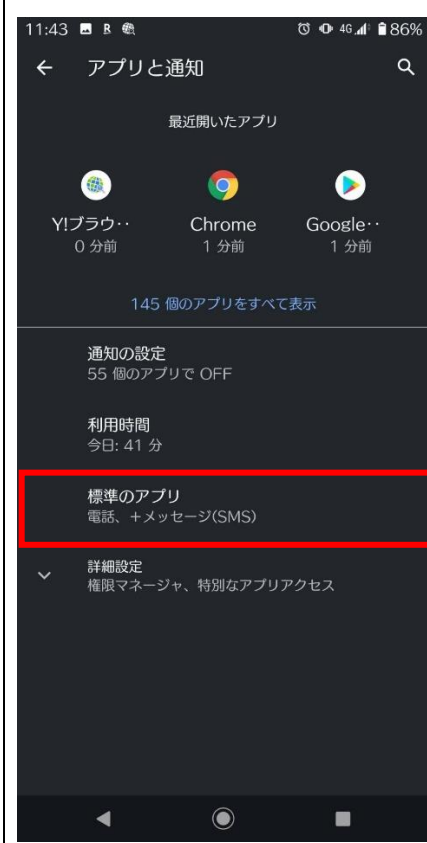 11:43 R 4G 86%
アプリと通知
最近開いたアプリ
Y!ブラウ‥ Chrome Google‥
0 分前 1 分前 1 分前
145 個のアプリをすべて表示
通知の設定
55 個のアプリで OFF
利用時間
今日: 41 分
標準のアプリ
電話、+メッセージ(SMS)
詳細設定
権限マネージャ、特別なアプリアクセス